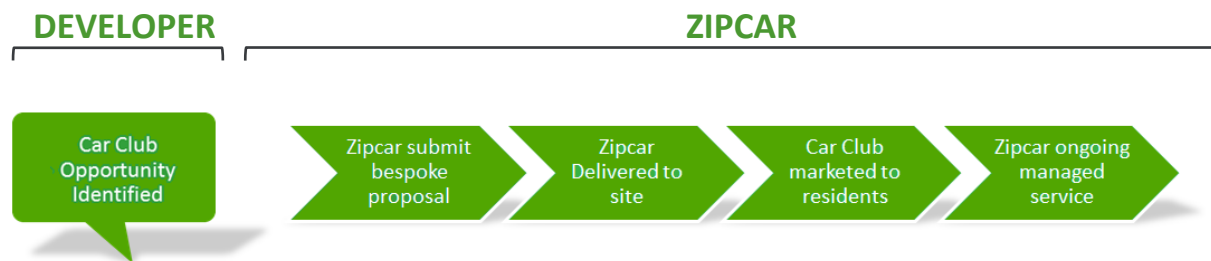 DEVELOPER
ZIPCAR
Car Club
Opportunity
Identified
Zipcar submit
bespoke
proposal
Zipcar
Delivered to
site
Car Club
marketed to
residents
Zipcar ongoing
managed
service